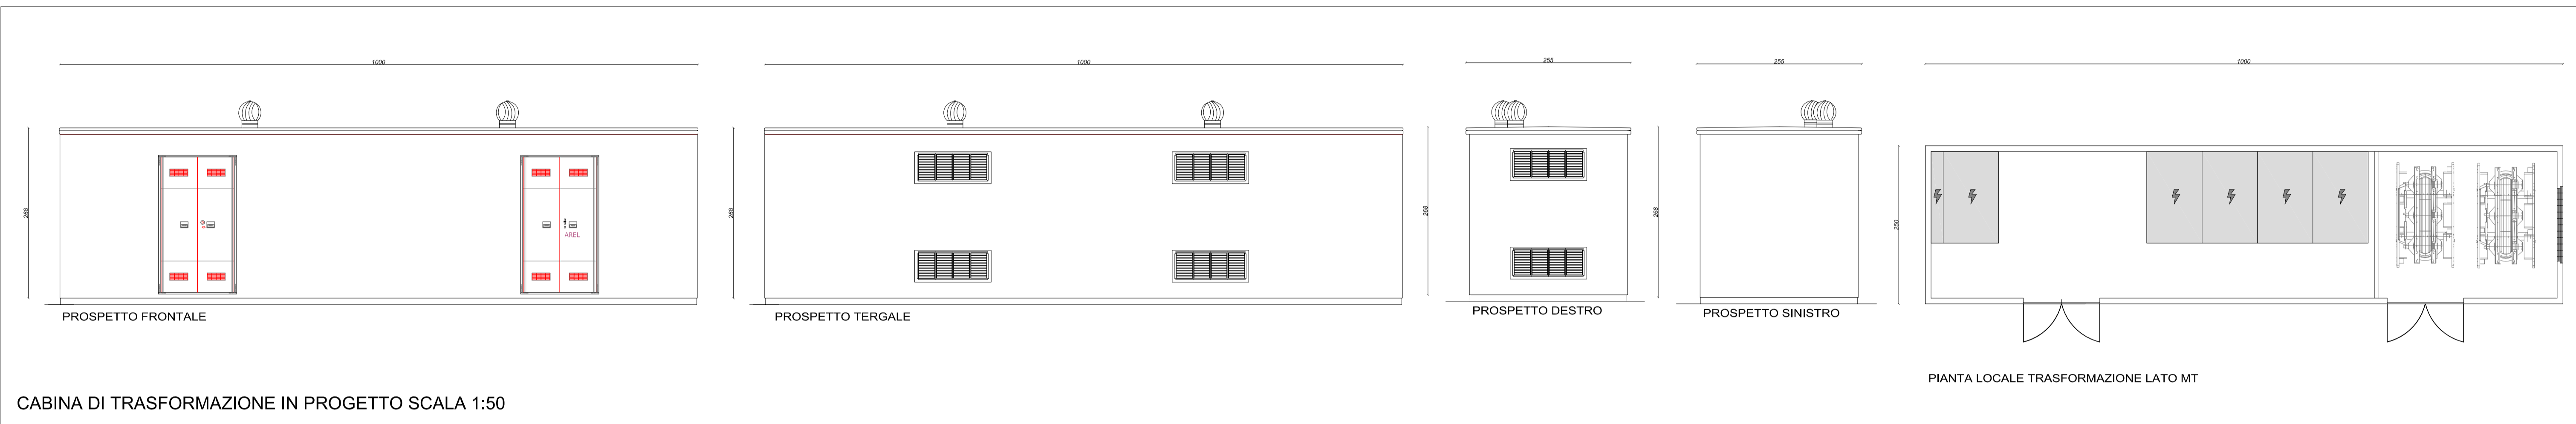 1000
1000
255
255
1000
268
268
268
268
250
AREL
PROSPETTO FRONTALE
PROSPETTO TERGALE
PROSPETTO DESTRO
PROSPETTO SINISTRO
PIANTA LOCALE TRASFORMAZIONE LATO MT
CABINA DI TRASFORMAZIONE IN PROGETTO SCALA 1:50